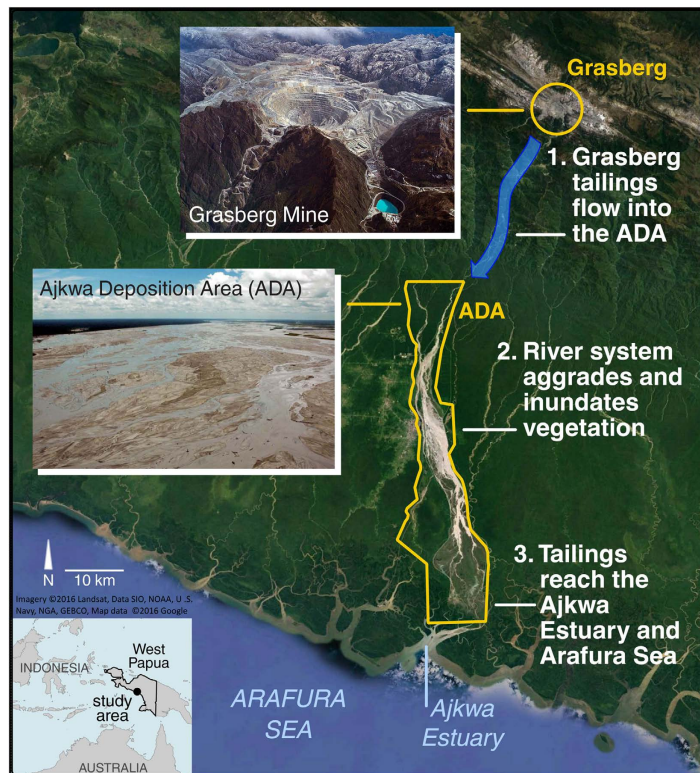 Grasberg
Grasberg Mine
1. Grasberg
tailings
flow into
the ADA
Ajkwa Deposition Area (ADA)
ADA
2. River system
aggrades and
inundates
vegetation
3. Tailings
reach the
Ajkwa
Estuary and
Arafura Sea
N
10 km
Imagery ©2016 Landsat, Data SIO, NOAA, U .S.
Navy, NGA, GEBCO, Map data ©2016 Google
West
Papua
INDONESIA
study
area
AUSTRALIA
ARAFURA
SEA
Ajkwa
Estuary